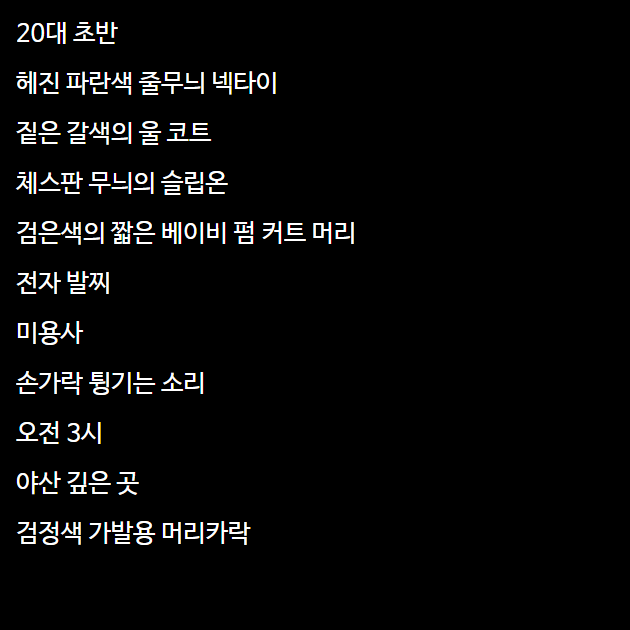 20대 초반
헤진 파란색 줄무늬 넥타이
짙은 갈색의 울 코트
체스판 무늬의 슬립온
검은색의 짧은 베이비 펌 커트 머리
전자 발찌
미용사
손가락 튕기는 소리
오전 3시
야산 깊은 곳
검정색 가발용 머리카락